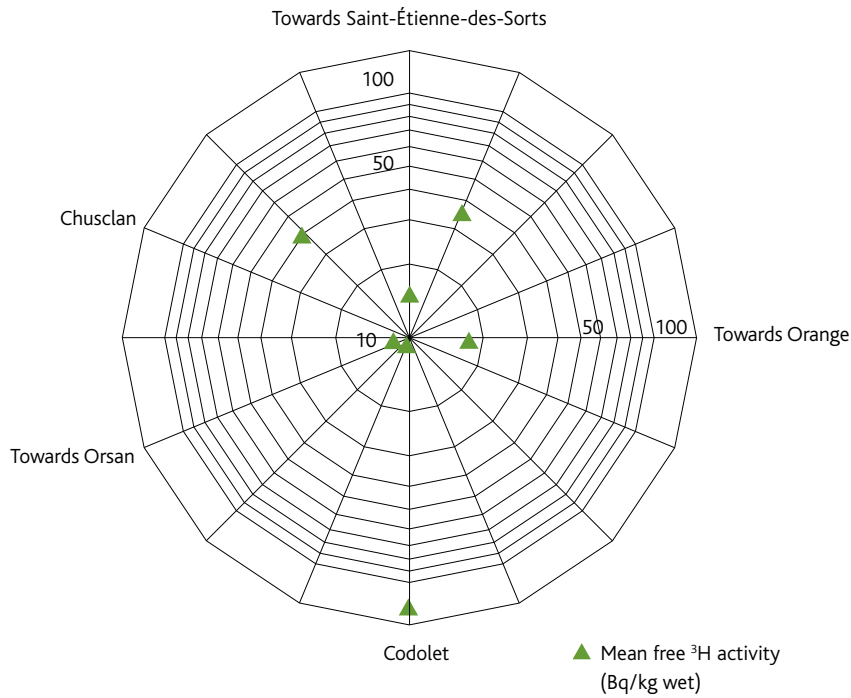 Towards Saint-Étienne-des-Sorts
100
50
Chusclan
10
50
100
Towards Orange
Towards Orsan
Codolet
Mean free ³H activity
(Bq/kg wet)